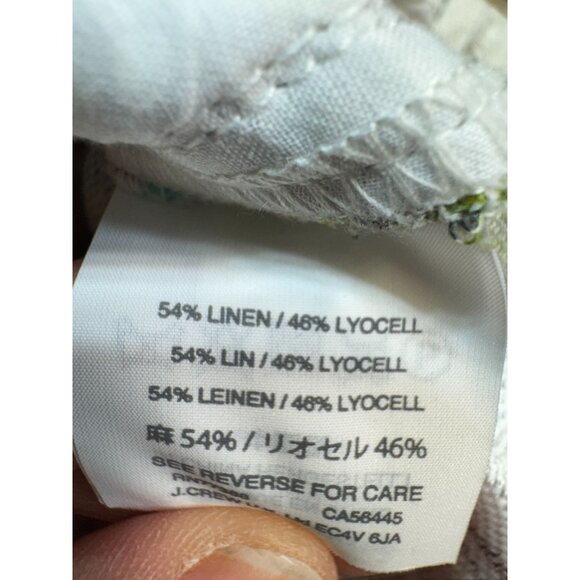 54% LINEN / 46% LYOCELL
54% LIN / 46% LYOCELL
54% LEINEN / 46% LYOCELL
麻 54% / リオセル 46%
SEE REVERSE FOR CARE
CA56445
J.CREW EC4V 6JA